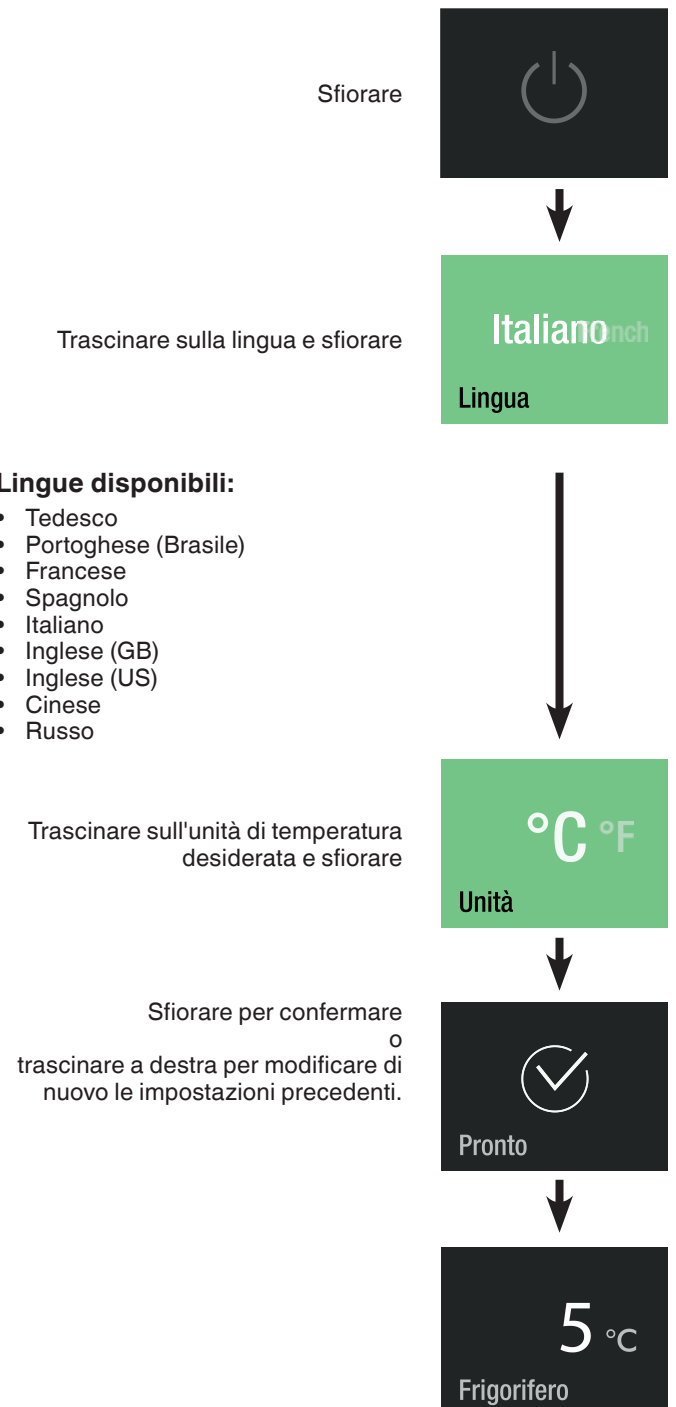 Sfiorare
Trascinare sulla lingua e sfiorare
Italiano French
Lingua
Lingue disponibili:
• Tedesco
• Portoghese (Brasile)
• Francese
• Spagnolo
• Italiano
• Inglese (GB)
• Inglese (US)
• Cinese
• Russo
Trascinare sull'unità di temperatura
desiderata e sfiorare
°C °F
Unità
Sfiorare per confermare
o
trascinare a destra per modificare di
nuovo le impostazioni precedenti.
Pronto
5 °C
Frigorifero